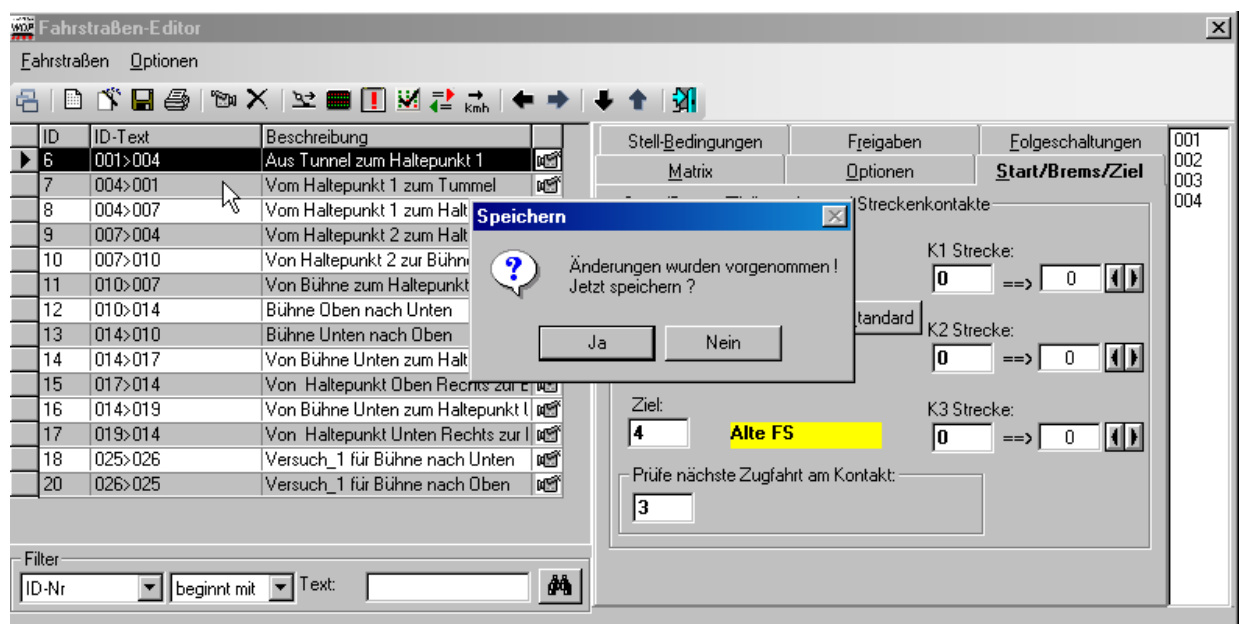 WDP Fahrstraßen-Editor
Fahrstraßen Optionen
Kmh
ID ID-Text Beschreibung
6 001>004 Aus Tunnel zum Haltepunkt 1
7 004>001 Vom Haltepunkt 1 zum Tummel
8 004>007 Vom Haltepunkt 1 zum Halt
9 007>004 Vom Haltepunkt 2 zum Halt
10 007>010 Von Haltepunkt 2 zur Bühn
11 010>007 Von Bühne zum Haltepunkt
12 010>014 Bühne Oben nach Unten
13 014>010 Bühne Unten nach Oben
14 014>017 Von Bühne Unten zum Halt
15 017>014 Von Haltepunkt Oben Rechts zur
16 014>019 Von Bühne Unten zum Haltepunkt
17 019>014 Von Haltepunkt Unten Rechts zur
18 025>026 Versuch_1 für Bühne nach Unten
20 026>025 Versuch_1 für Bühne nach Oben
Filter
ID-Nr beginnt mit Text:
Speichern
Änderungen wurden vorgenommen !
Jetzt speichern ?
Ja Nein
Stell-Bedingungen Freigaben Folgeschaltungen
Matrix Optionen Start/Brems/Ziel
Streckenkontakte
K1 Strecke:
0 ==> 0
tandard
K2 Strecke:
0 ==> 0
Ziel:
4 Alte FS
K3 Strecke:
0 ==> 0
Prüfe nächste Zugfahrt am Kontakt:
3
001
002
003
004